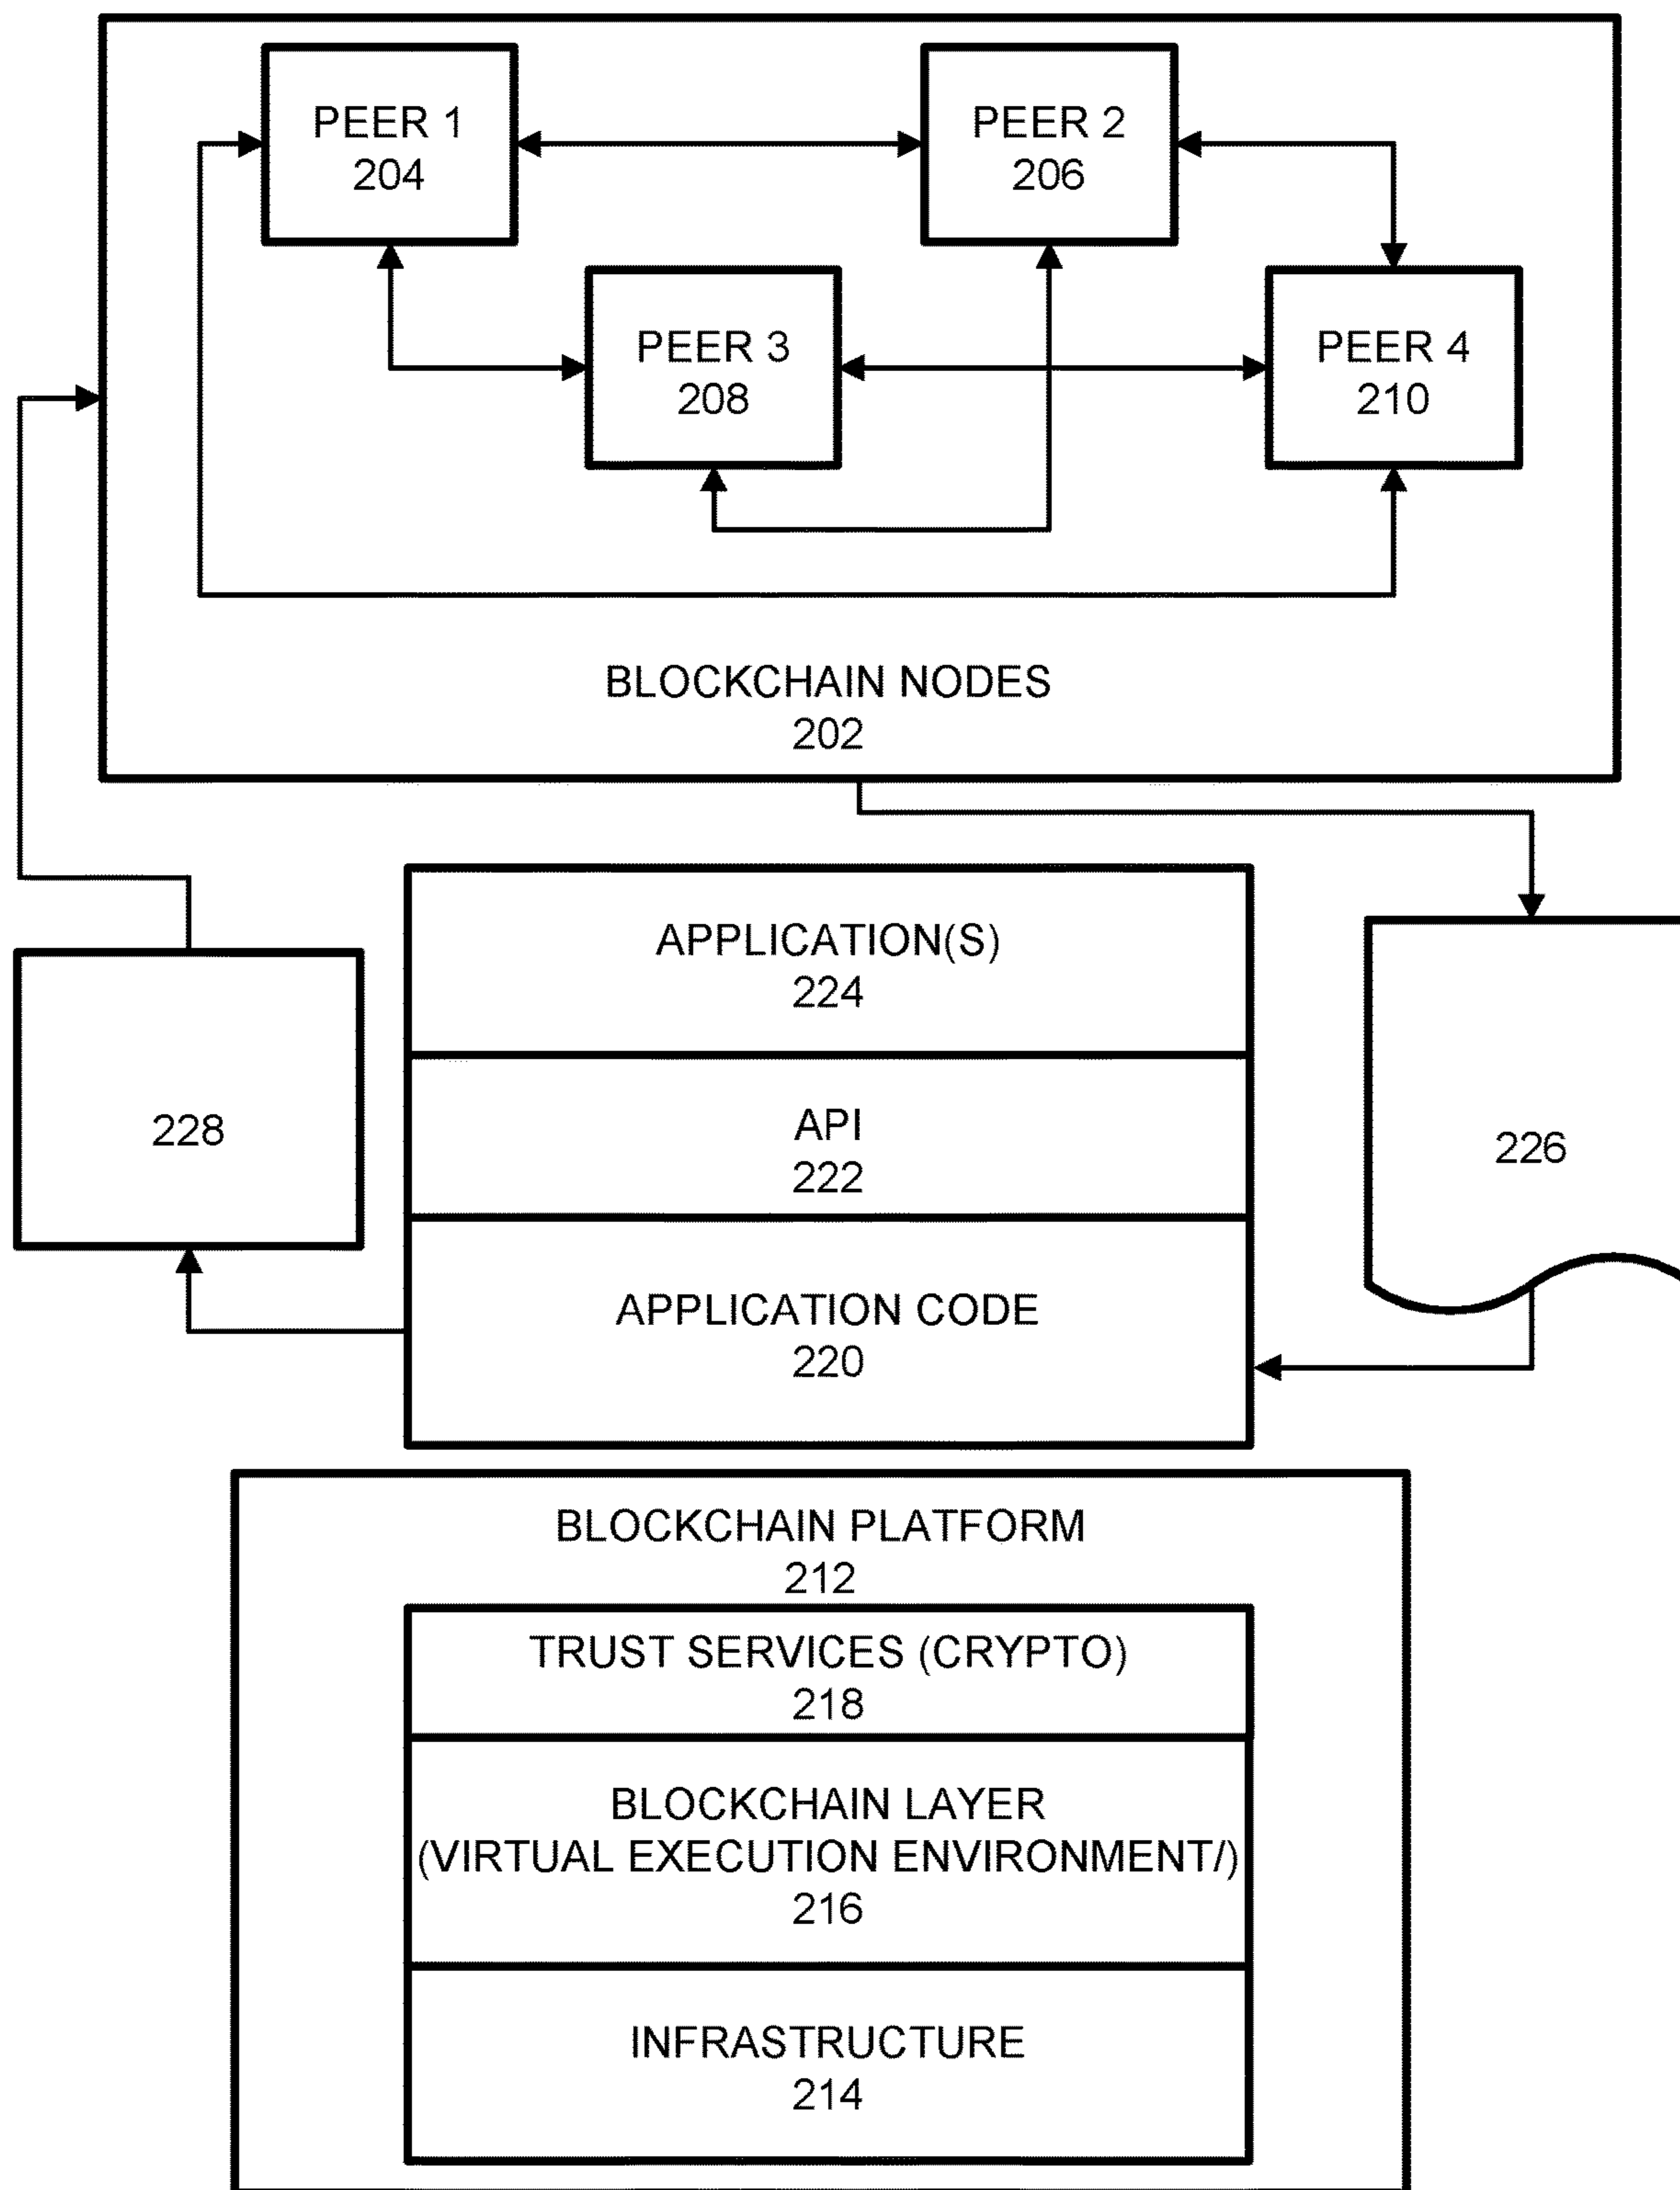 PEER 1
204
PEER 2
206
PEER 3
208
PEER 4
210
BLOCKCHAIN NODES
202
APPLICATION(S)
224
API
222
228
226
APPLICATION CODE
220
BLOCKCHAIN PLATFORM
212
TRUST SERVICES (CRYPTO)
218
BLOCKCHAIN LAYER
(VIRTUAL EXECUTION ENVIRONMENT/)
216
INFRASTRUCTURE
214